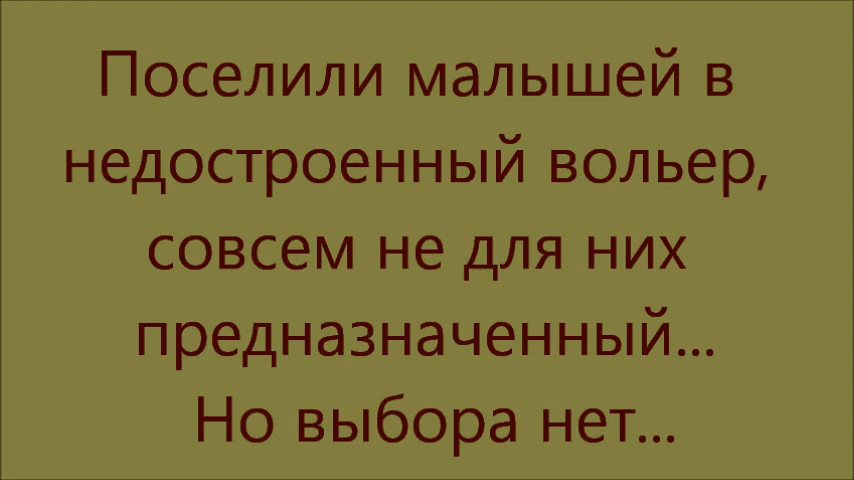 Поселили малышей в
недостроенный вольер,
совсем не для них
предназначенный...
Но выбора нет...